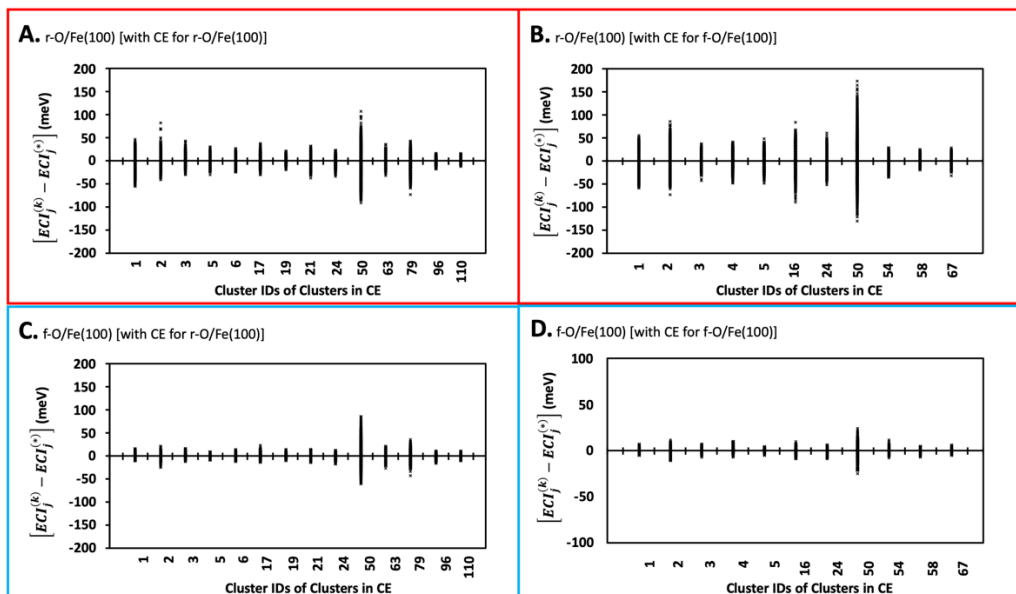 A. r-O/Fe(100) [with CE for r-O/Fe(100)]
[ECI_j^(k) − ECI_j^(*)] (meV)
200
150
100
50
0
-50
-100
-150
-200
1 2 3 5 6 17 19 21 24 50 63 79 96 110
Cluster IDs of Clusters in CE
B. r-O/Fe(100) [with CE for f-O/Fe(100)]
[ECI_j^(k) − ECI_j^(*)] (meV)
200
150
100
50
0
-50
-100
-150
-200
1 2 3 4 5 16 24 50 54 58 67
Cluster IDs of Clusters in CE
C. f-O/Fe(100) [with CE for r-O/Fe(100)]
[ECI_j^(k) − ECI_j^(*)] (meV)
200
150
100
50
0
-50
-100
-150
-200
1 2 3 5 6 17 19 21 24 50 63 79 96 110
Cluster IDs of Clusters in CE
D. f-O/Fe(100) [with CE for f-O/Fe(100)]
[ECI_j^(k) − ECI_j^(*)] (meV)
100
50
0
-50
-100
1 2 3 4 5 16 24 50 54 58 67
Cluster IDs of Clusters in CE